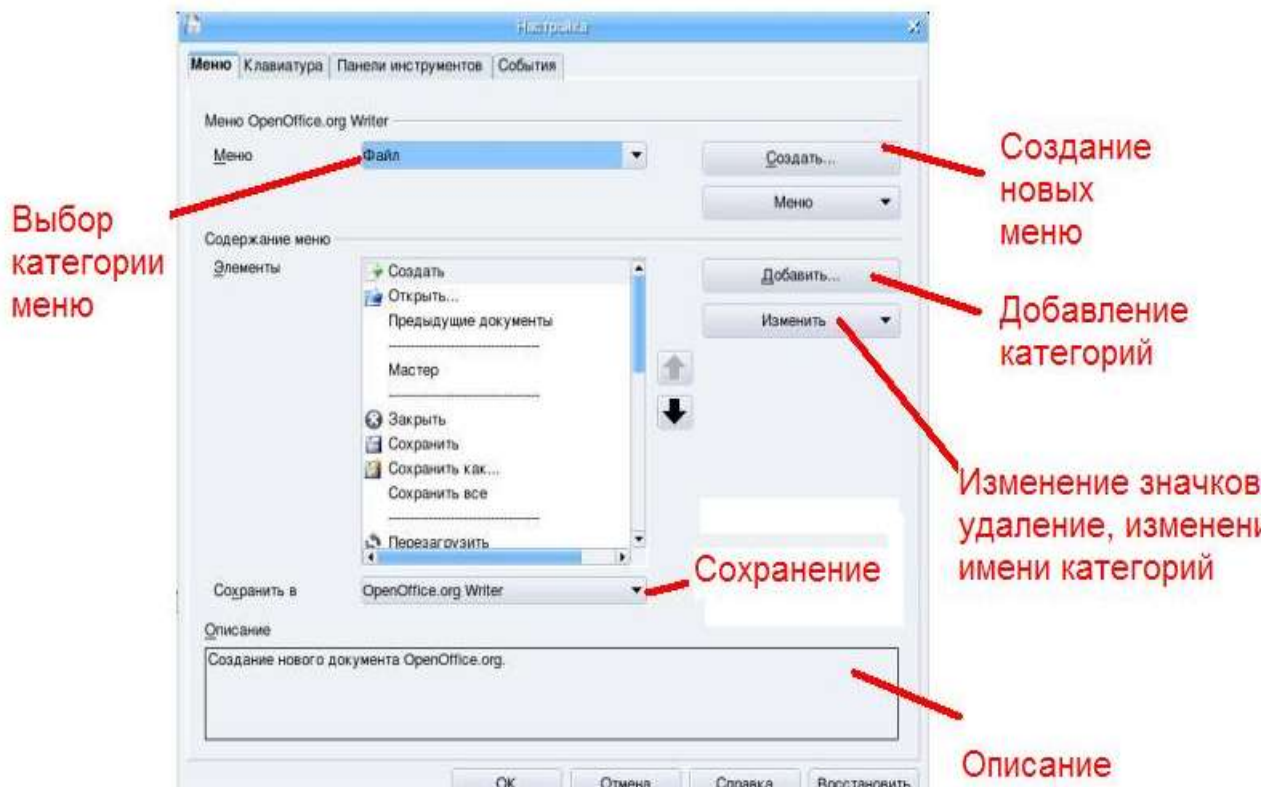 Настройка
Меню Клавиатура Панели инструментов События
Меню OpenOffice.org Writer
Меню Файл Создать...
Меню
Создание
новых
меню
Выбор
категории
меню
Содержание меню
Элементы
Создать
Открыть...
Предыдущие документы
Мастер
Закрыть
Сохранить
Сохранить как...
Сохранить все
Перезагрузить
Добавить...
Изменить
Добавление
категорий
Изменение значков
удаление, изменени
имени категорий
Сохранить в OpenOffice.org Writer
Сохранение
Описание
Создание нового документа OpenOffice.org.
Описание
OK Отмена Справка Восстановить